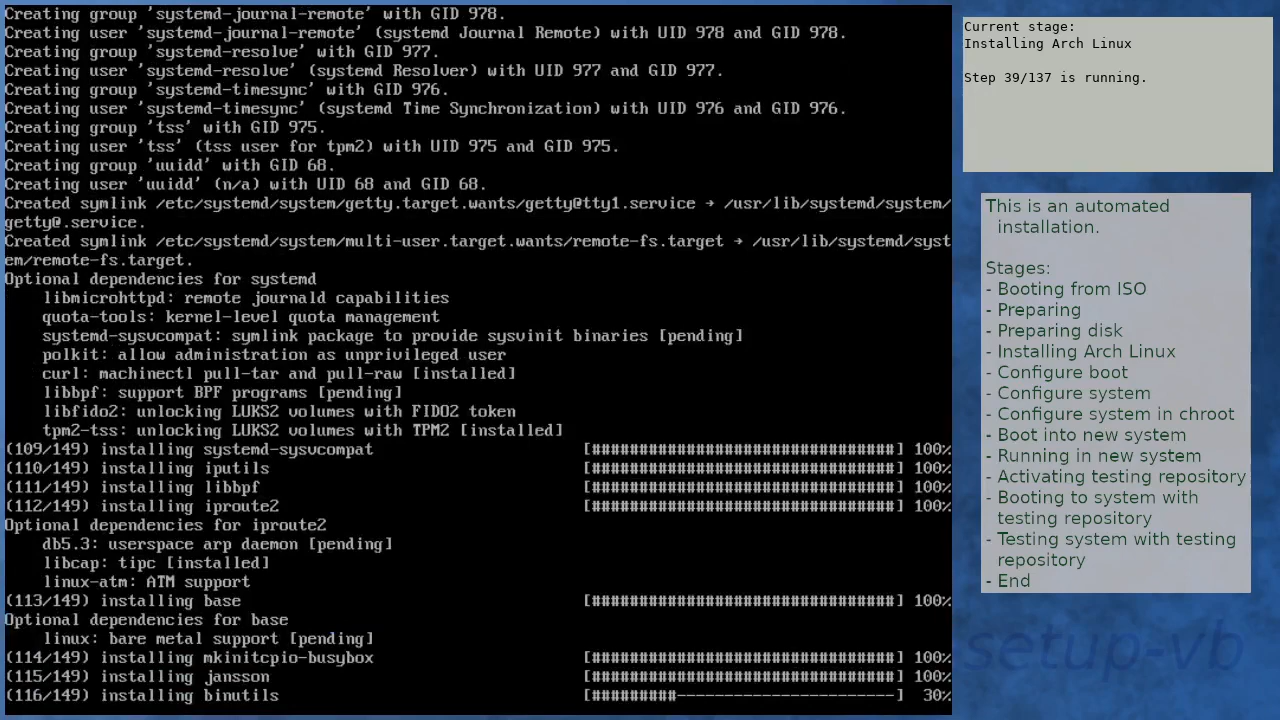 Creating group 'systemd-journal-remote' with GID 978.
Creating user 'systemd-journal-remote' (systemd Journal Remote) with UID 978 and GID 978.
Creating group 'systemd-resolve' with GID 977.
Creating user 'systemd-resolve' (systemd Resolver) with UID 977 and GID 977.
Creating group 'systemd-timesync' with GID 976.
Creating user 'systemd-timesync' (systemd Time Synchronization) with UID 976 and GID 976.
Creating group 'tss' with GID 975.
Creating user 'tss' (tss user for tpm2) with UID 975 and GID 975.
Creating group 'uuidd' with GID 68.
Creating user 'uuidd' (n/a) with UID 68 and GID 68.
Created symlink /etc/systemd/system/getty.target.wants/getty@tty1.service → /usr/lib/systemd/system/
getty@.service.
Created symlink /etc/systemd/system/multi-user.target.wants/remote-fs.target → /usr/lib/systemd/syst
em/remote-fs.target.
Optional dependencies for systemd
    libmicrohttpd: remote journald capabilities
    quota-tools: kernel-level quota management
    systemd-sysvcompat: symlink package to provide sysvinit binaries [pending]
    polkit: allow administration as unprivileged user
    curl: machinectl pull-tar and pull-raw [installed]
    libbpf: support BPF programs [pending]
    libfido2: unlocking LUKS2 volumes with FIDO2 token
    tpm2-tss: unlocking LUKS2 volumes with TPM2 [installed]
(109/149) installing systemd-sysvcompat [################################] 100%
(110/149) installing iputils [################################] 100%
(111/149) installing libbpf [################################] 100%
(112/149) installing iproute2 [################################] 100%
Optional dependencies for iproute2
    db5.3: userspace arp daemon [pending]
    libcap: tipc [installed]
    linux-atm: ATM support
(113/149) installing base [################################] 100%
Optional dependencies for base
    linux: bare metal support [pending]
(114/149) installing mkinitcpio-busybox [################################] 100%
(115/149) installing jansson [################################] 100%
(116/149) installing binutils [#########-----------------------] 30%
Current stage:
Installing Arch Linux
Step 39/137 is running.
This is an automated
installation.
Stages:
- Booting from ISO
- Preparing
- Preparing disk
- Installing Arch Linux
- Configure boot
- Configure system
- Configure system in chroot
- Boot into new system
- Running in new system
- Activating testing repository
- Booting to system with
testing repository
- Testing system with testing
repository
- End
setup-vb